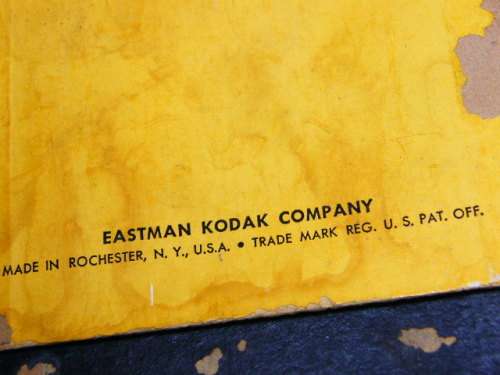 EASTMAN KODAK COMPANY
MADE IN ROCHESTER, N. Y., U.S.A. • TRADE MARK REG. U. S. PAT. OFF.